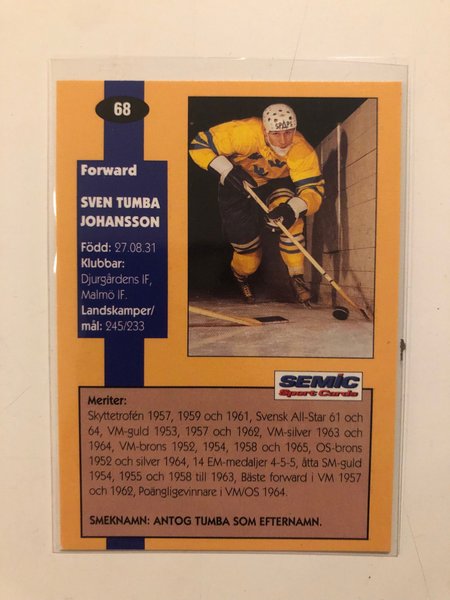 68
Forward
SVEN TUMBA
JOHANSSON
Född: 27.08.31
Klubbar:
Djurgårdens IF,
Malmö IF.
Landskamper/
mål: 245/233
SPAPS
SEMIC
Sport Cards
Meriter:
Skyttetrofén 1957, 1959 och 1961, Svensk All-Star 61 och
64, VM-guld 1953, 1957 och 1962, VM-silver 1963 och
1964, VM-brons 1952, 1954, 1958 och 1965, OS-brons
1952 och silver 1964, 14 EM-medaljer 4-5-5, åtta SM-guld
1954, 1955 och 1958 till 1963, Bäste forward i VM 1957
och 1962, Poängligevinnare i VM/OS 1964.
SMEKNAMN: ANTOG TUMBA SOM EFTERNAMN.